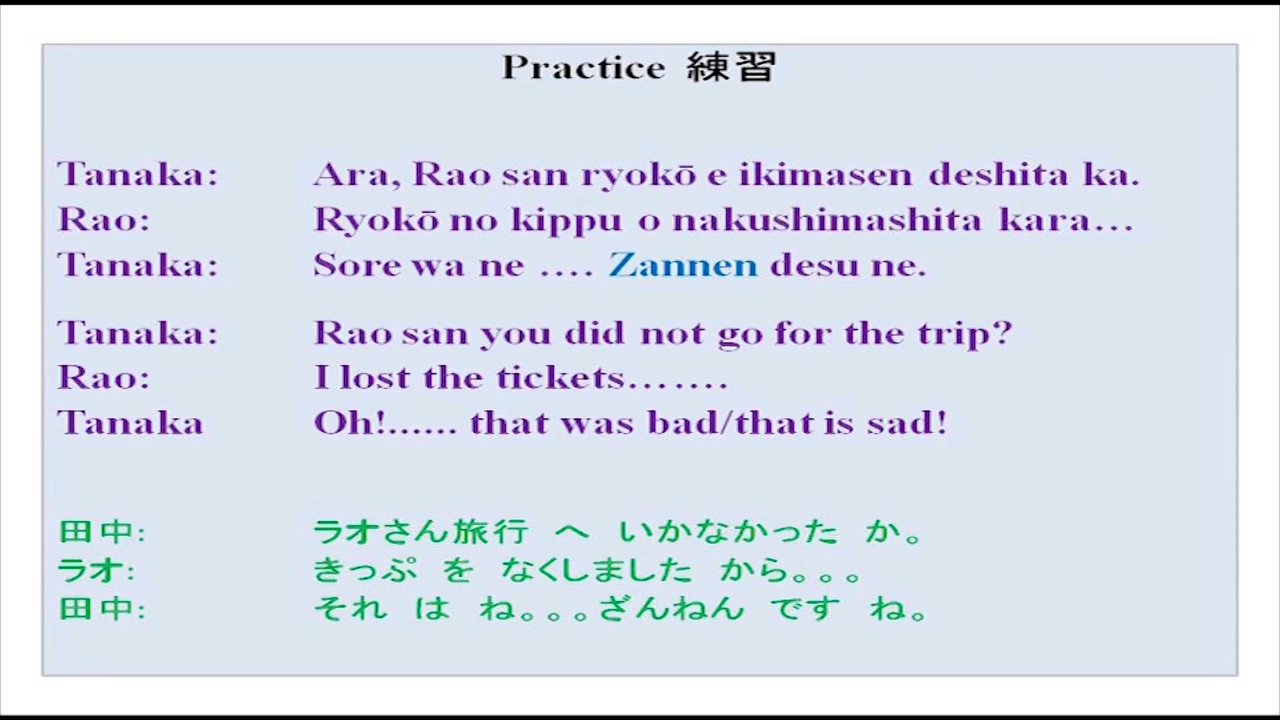 Practice 練習
Tanaka: Ara, Rao san ryokō e ikimasen deshita ka.
Rao: Ryokō no kippu o nakushimashita kara...
Tanaka: Sore wa ne .... Zannen desu ne.
Tanaka: Rao san you did not go for the trip?
Rao: I lost the tickets.......
Tanaka Oh!...... that was bad/that is sad!
田中: ラオさん旅行 へ いかなかった か。
ラオ: きっぷ を なくしました から。。。
田中: それ は ね。。。ざんねん です ね。